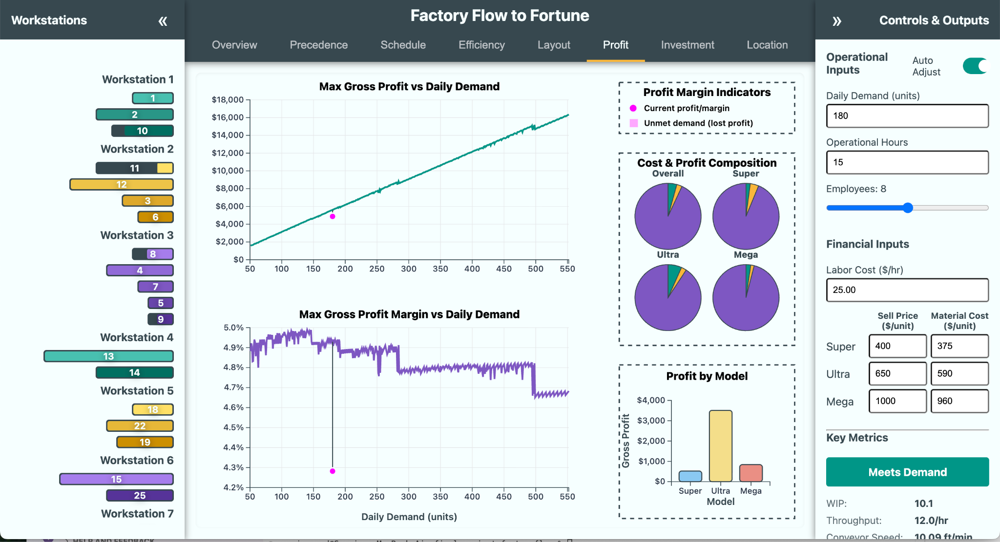 Workstations
«
Factory Flow to Fortune
»
Controls & Outputs
Overview
Precedence
Schedule
Efficiency
Layout
Profit
Investment
Location
Workstation 1
1
2
10
Workstation 2
11
12
3
6
Workstation 3
8
4
7
5
9
Workstation 4
13
14
Workstation 5
18
22
19
Workstation 6
15
25
Workstation 7
Max Gross Profit vs Daily Demand
$18,000
$16,000
$14,000
$12,000
$10,000
$8,000
$6,000
$4,000
$2,000
$0
50 100 150 200 250 300 350 400 450 500 550
Max Gross Profit Margin vs Daily Demand
5.0%
4.9%
4.8%
4.7%
4.6%
4.5%
4.4%
4.3%
4.2%
50 100 150 200 250 300 350 400 450 500 550
Daily Demand (units)
Profit Margin Indicators
Current profit/margin
Unmet demand (lost profit)
Cost & Profit Composition
Overall
Super
Ultra
Mega
Profit by Model
$4,000
$3,000
$2,000
$1,000
$0
Gross Profit
Super Ultra Mega
Model
Operational
Inputs
Auto
Adjust
Daily Demand (units)
180
Operational Hours
15
Employees: 8
Financial Inputs
Labor Cost ($/hr)
25.00
Sell Price
($/unit)
Material Cost
($/unit)
Super 400 375
Ultra 650 590
Mega 1000 960
Key Metrics
Meets Demand
WIP: 10.1
Throughput: 12.0/hr
Conveyor Speed: 10.09 ft/min
HELP AND FEEDBACK